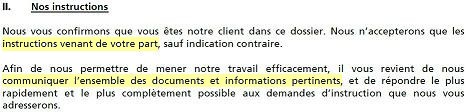 II. Nos instructions
Nous vous confirmons que vous êtes notre client dans ce dossier. Nous n’accepterons que les
instructions venant de votre part, sauf indication contraire.
Afin de nous permettre de mener notre travail efficacement, il vous revient de nous
communiquer l’ensemble des documents et informations pertinents, et de répondre le plus
rapidement et le plus complètement possible aux demandes d’instruction que nous vous
adresserons.